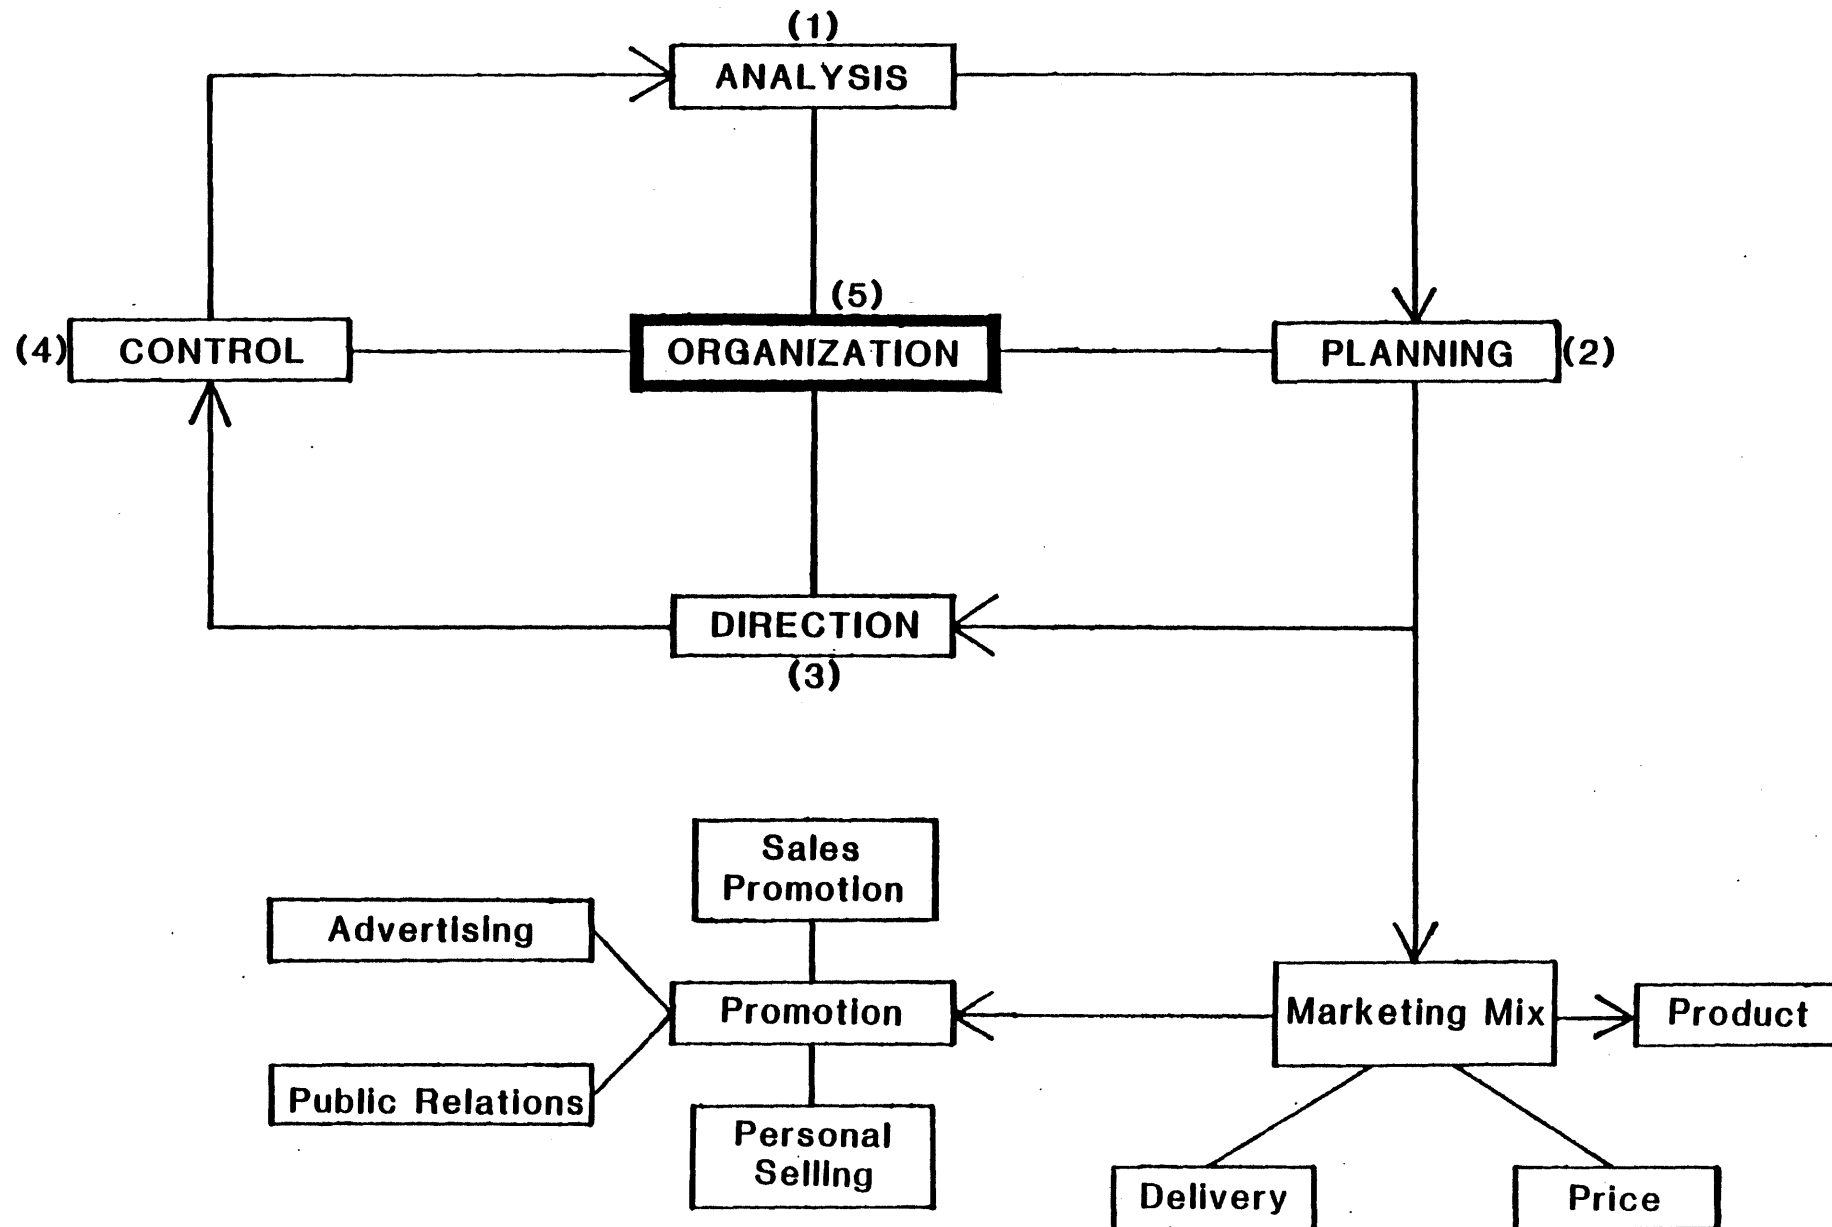 (1)
ANALYSIS
(5)
(4) CONTROL
ORGANIZATION
PLANNING (2)
DIRECTION
(3)
Sales
Promotion
Advertising
Promotion
Marketing Mix
Product
Public Relations
Personal
Selling
Delivery
Price